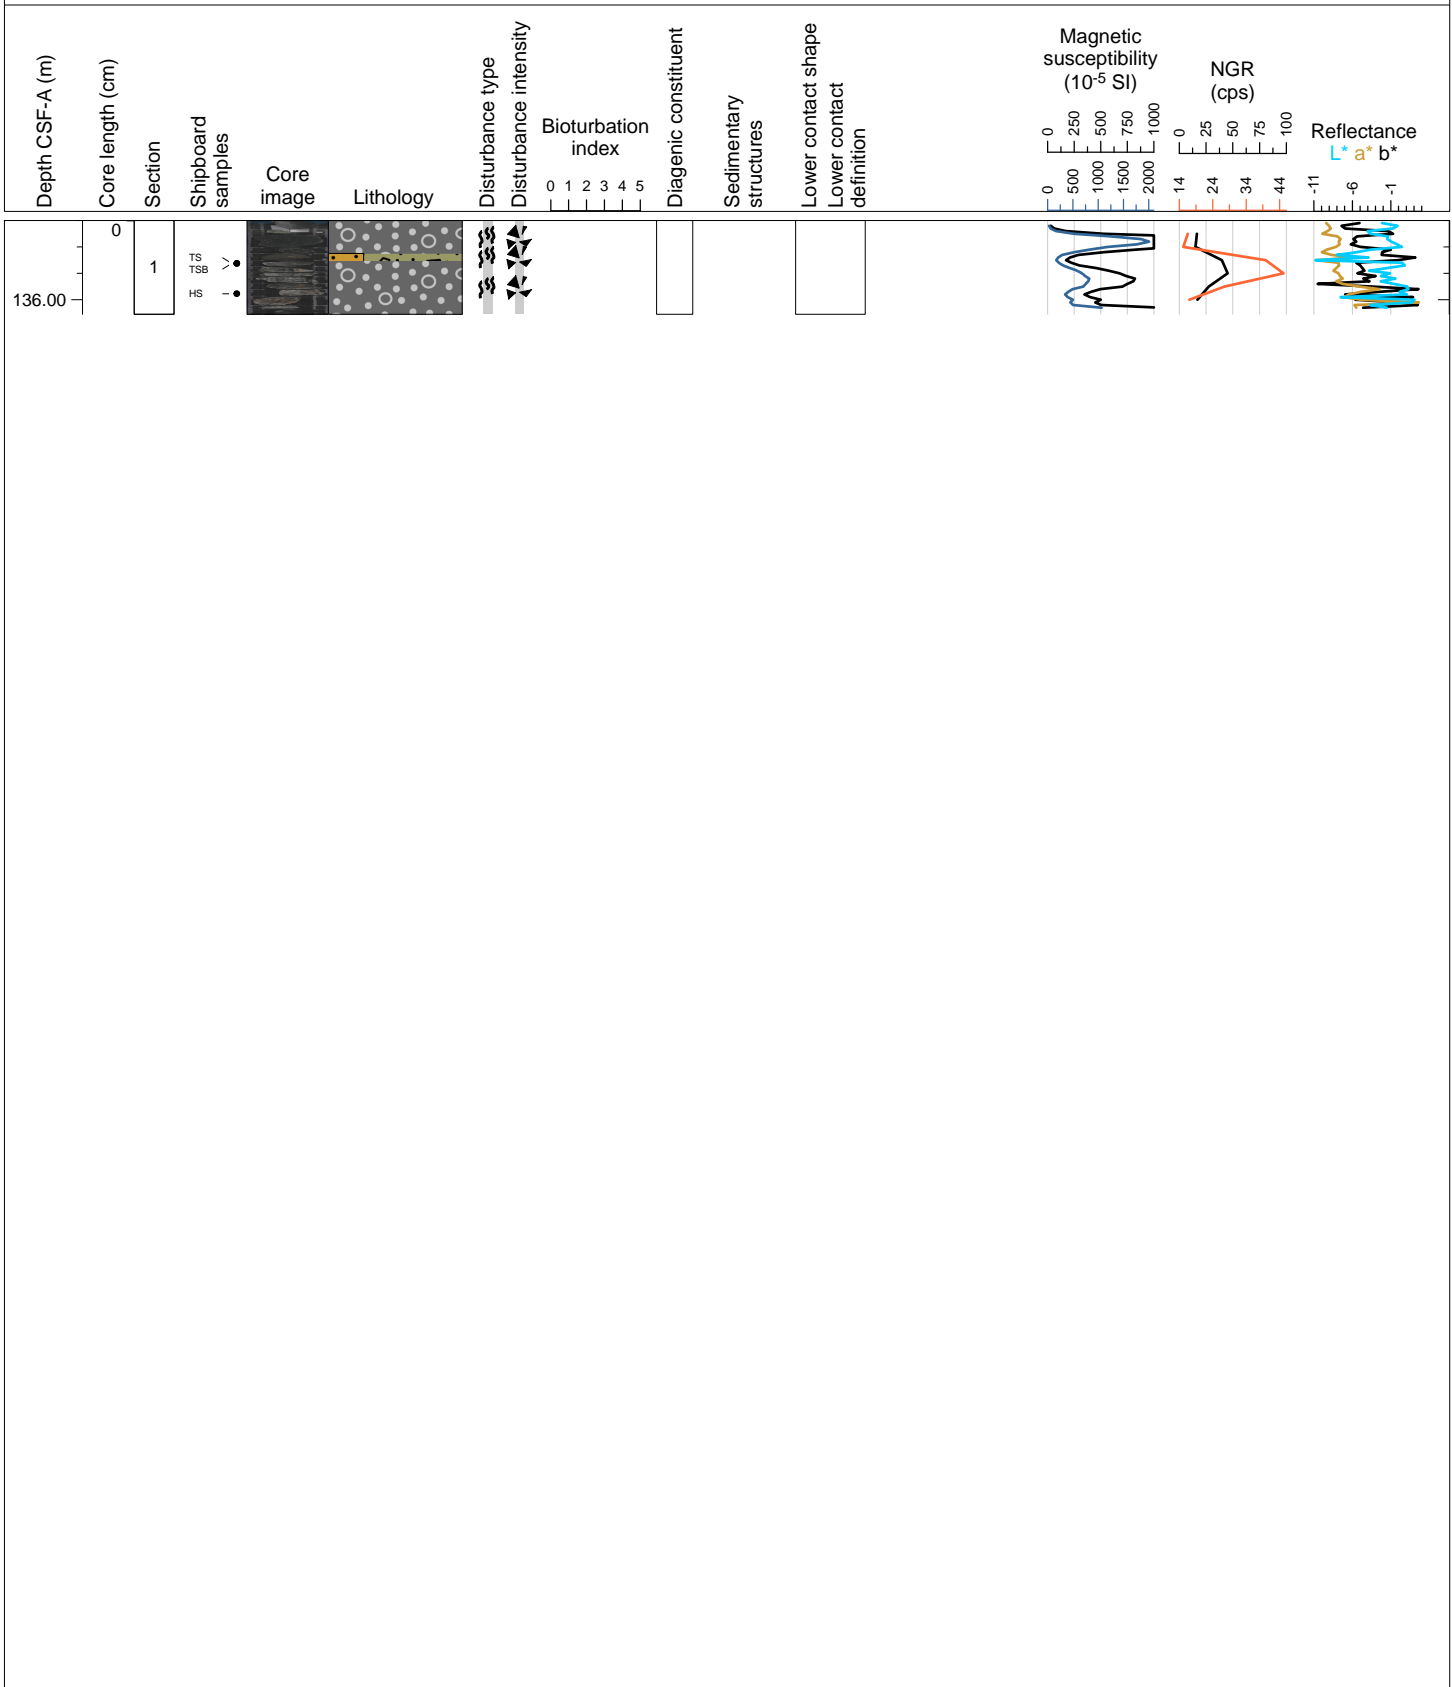 Depth CSF-A (m)
Core length (cm)
Section
Shipboard
samples
Core
image
Lithology
Disturbance type
Disturbance intensity
Bioturbation
index
0 1 2 3 4 5
Diagenic constituent
Sedimentary
structures
Lower contact shape
Lower contact
definition
Magnetic
susceptibility
(10-5 SI)
0 250 500 750 1000
0 500 1000 1500 2000
NGR
(cps)
0 25 50 75 100
14 24 34 44
Reflectance
L* a* b*
-11 -6 -1
0
1
TS
TSB
HS
136.00